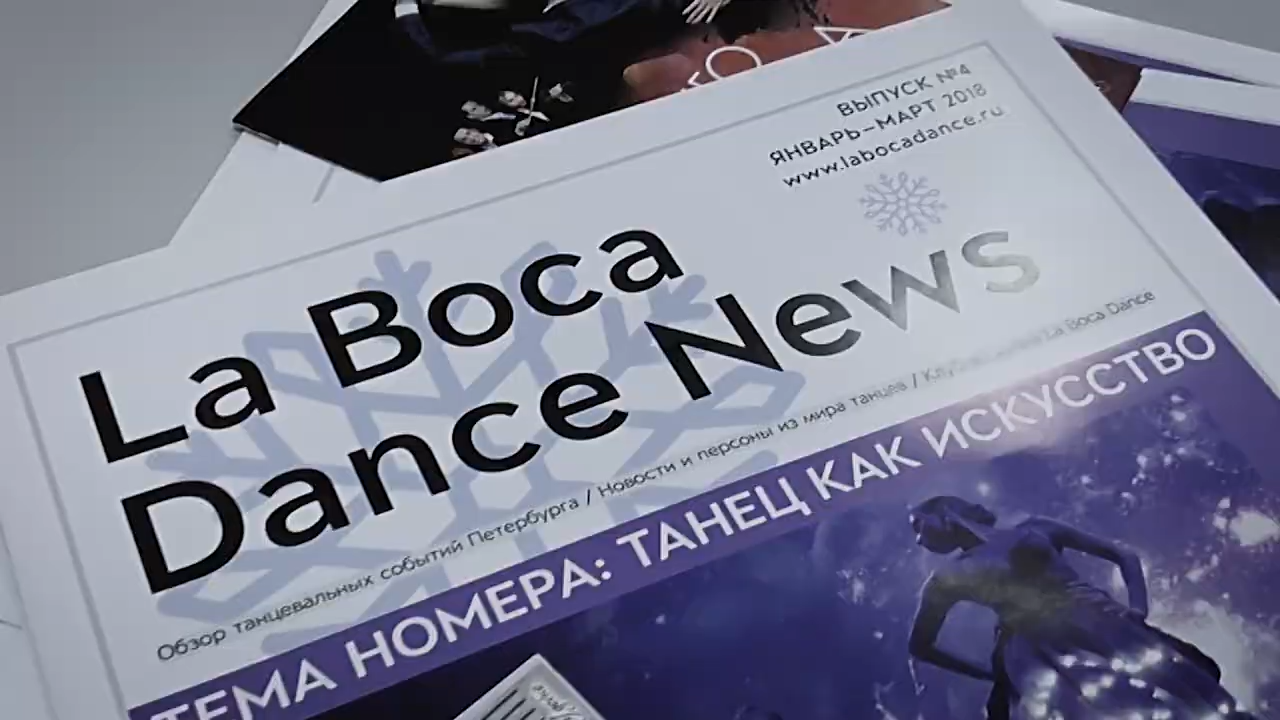 ВЫПУСК №4
ЯНВАРЬ–МАРТ 2018
www.labocadance.ru
La Boca
Dance News
Обзор танцевальных событий Петербурга / Новости и персоны из мира танцев / La Boca Dance
ТЕМА НОМЕРА: ТАНЕЦ КАК ИСКУССТВО